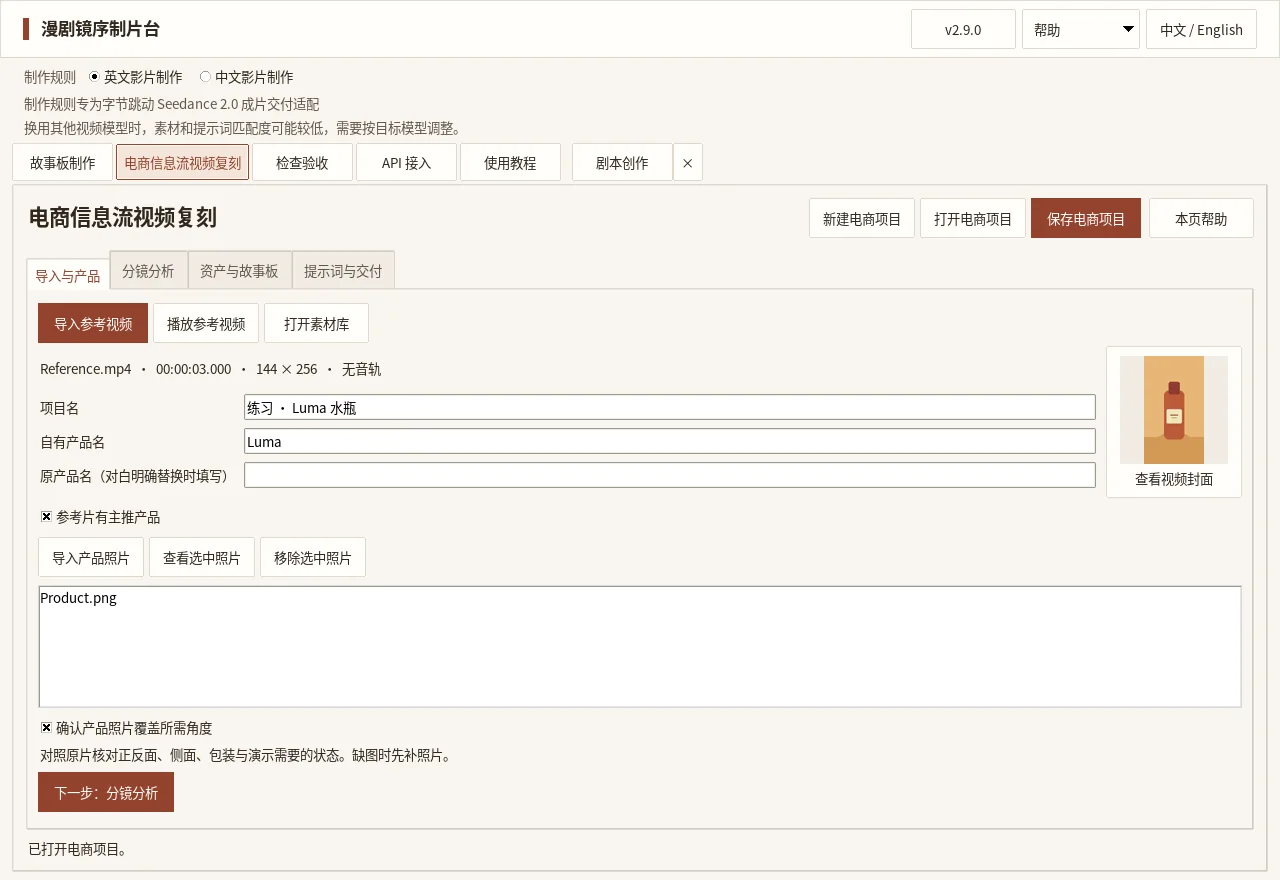 漫剧镜序制片台
v2.9.0
帮助
中文 / English
制作规则 英文影片制作 中文影片制作
制作规则专为字节跳动 Seedance 2.0 成片交付适配
换用其他视频模型时，素材和提示词匹配度可能较低，需要按目标模型调整。
故事板制作 电商信息流视频复刻 检查验收 API 接入 使用教程 剧本创作 ×
电商信息流视频复刻
新建电商项目 打开电商项目 保存电商项目 本页帮助
导入与产品 分镜分析 资产与故事板 提示词与交付
导入参考视频 播放参考视频 打开素材库
Reference.mp4 · 00:00:03.000 · 144 × 256 · 无音轨
项目名 练习 · Luma 水瓶
自有产品名 Luma
原产品名（对白明确替换时填写）
查看视频封面
参考片有主推产品
导入产品照片 查看选中照片 移除选中照片
Product.png
确认产品照片覆盖所需角度
对照原片核对正反面、侧面、包装与演示需要的状态。缺图时先补照片。
下一步：分镜分析
已打开电商项目。